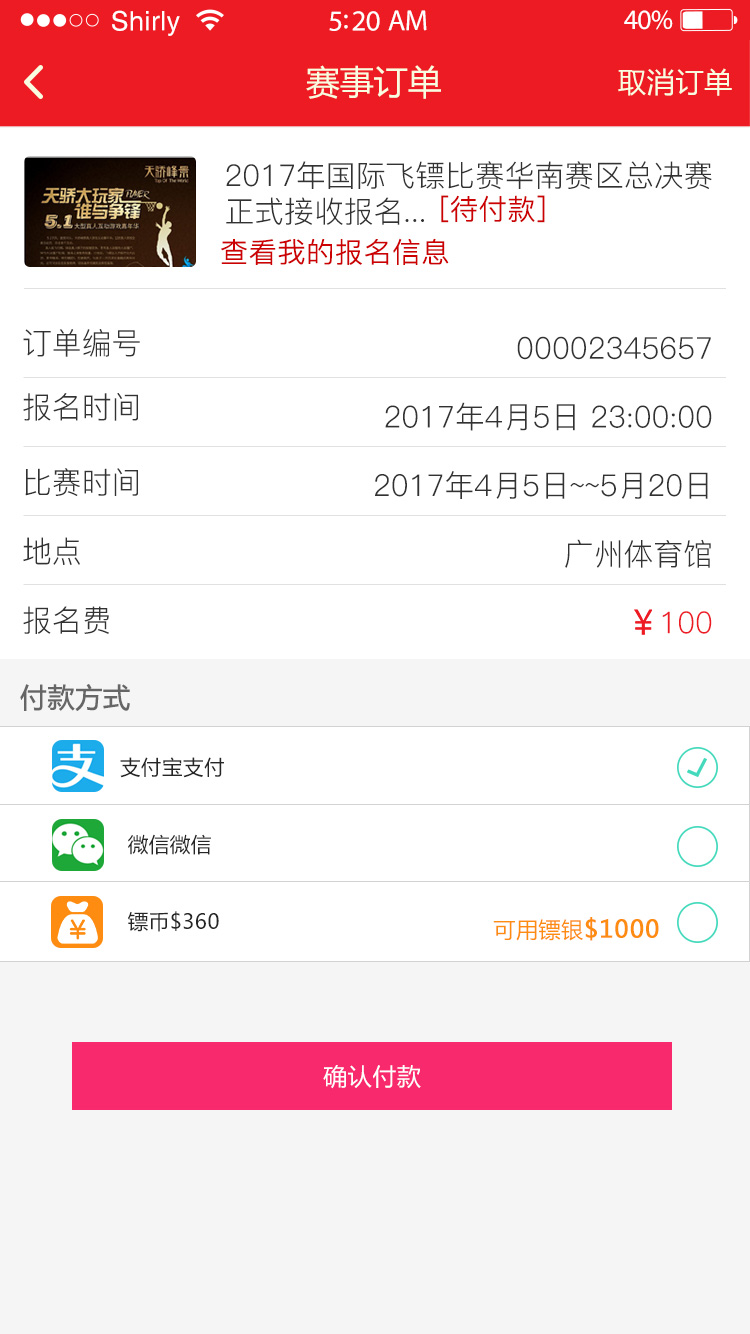 Shirly
5:20 AM
40%
赛事订单
取消订单
天骄峰景
Top Of The World
天骄大玩家
谁与争锋
5.1大型真人互动游戏嘉年华
2017年国际飞镖比赛华南赛区总决赛
正式接收报名... [待付款]
查看我的报名信息
订单编号
00002345657
报名时间
2017年4月5日 23:00:00
比赛时间
2017年4月5日~~5月20日
地点
广州体育馆
报名费
¥100
付款方式
支 支付宝支付
微信微信
¥ 镖币$360
可用镖银$1000
确认付款